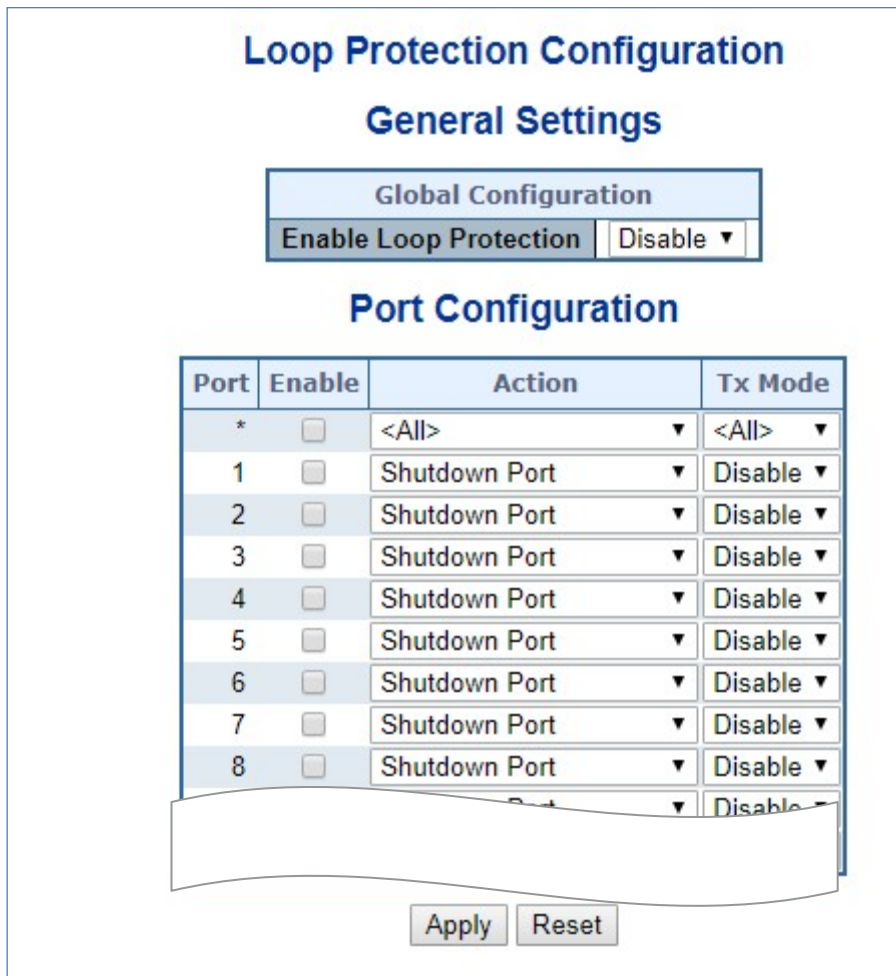 Loop Protection Configuration
General Settings
Global Configuration
Enable Loop Protection Disable
Port Configuration
Port Enable Action Tx Mode
* <All> <All>
1 Shutdown Port Disable
2 Shutdown Port Disable
3 Shutdown Port Disable
4 Shutdown Port Disable
5 Shutdown Port Disable
6 Shutdown Port Disable
7 Shutdown Port Disable
8 Shutdown Port Disable
Port Disable
Apply Reset